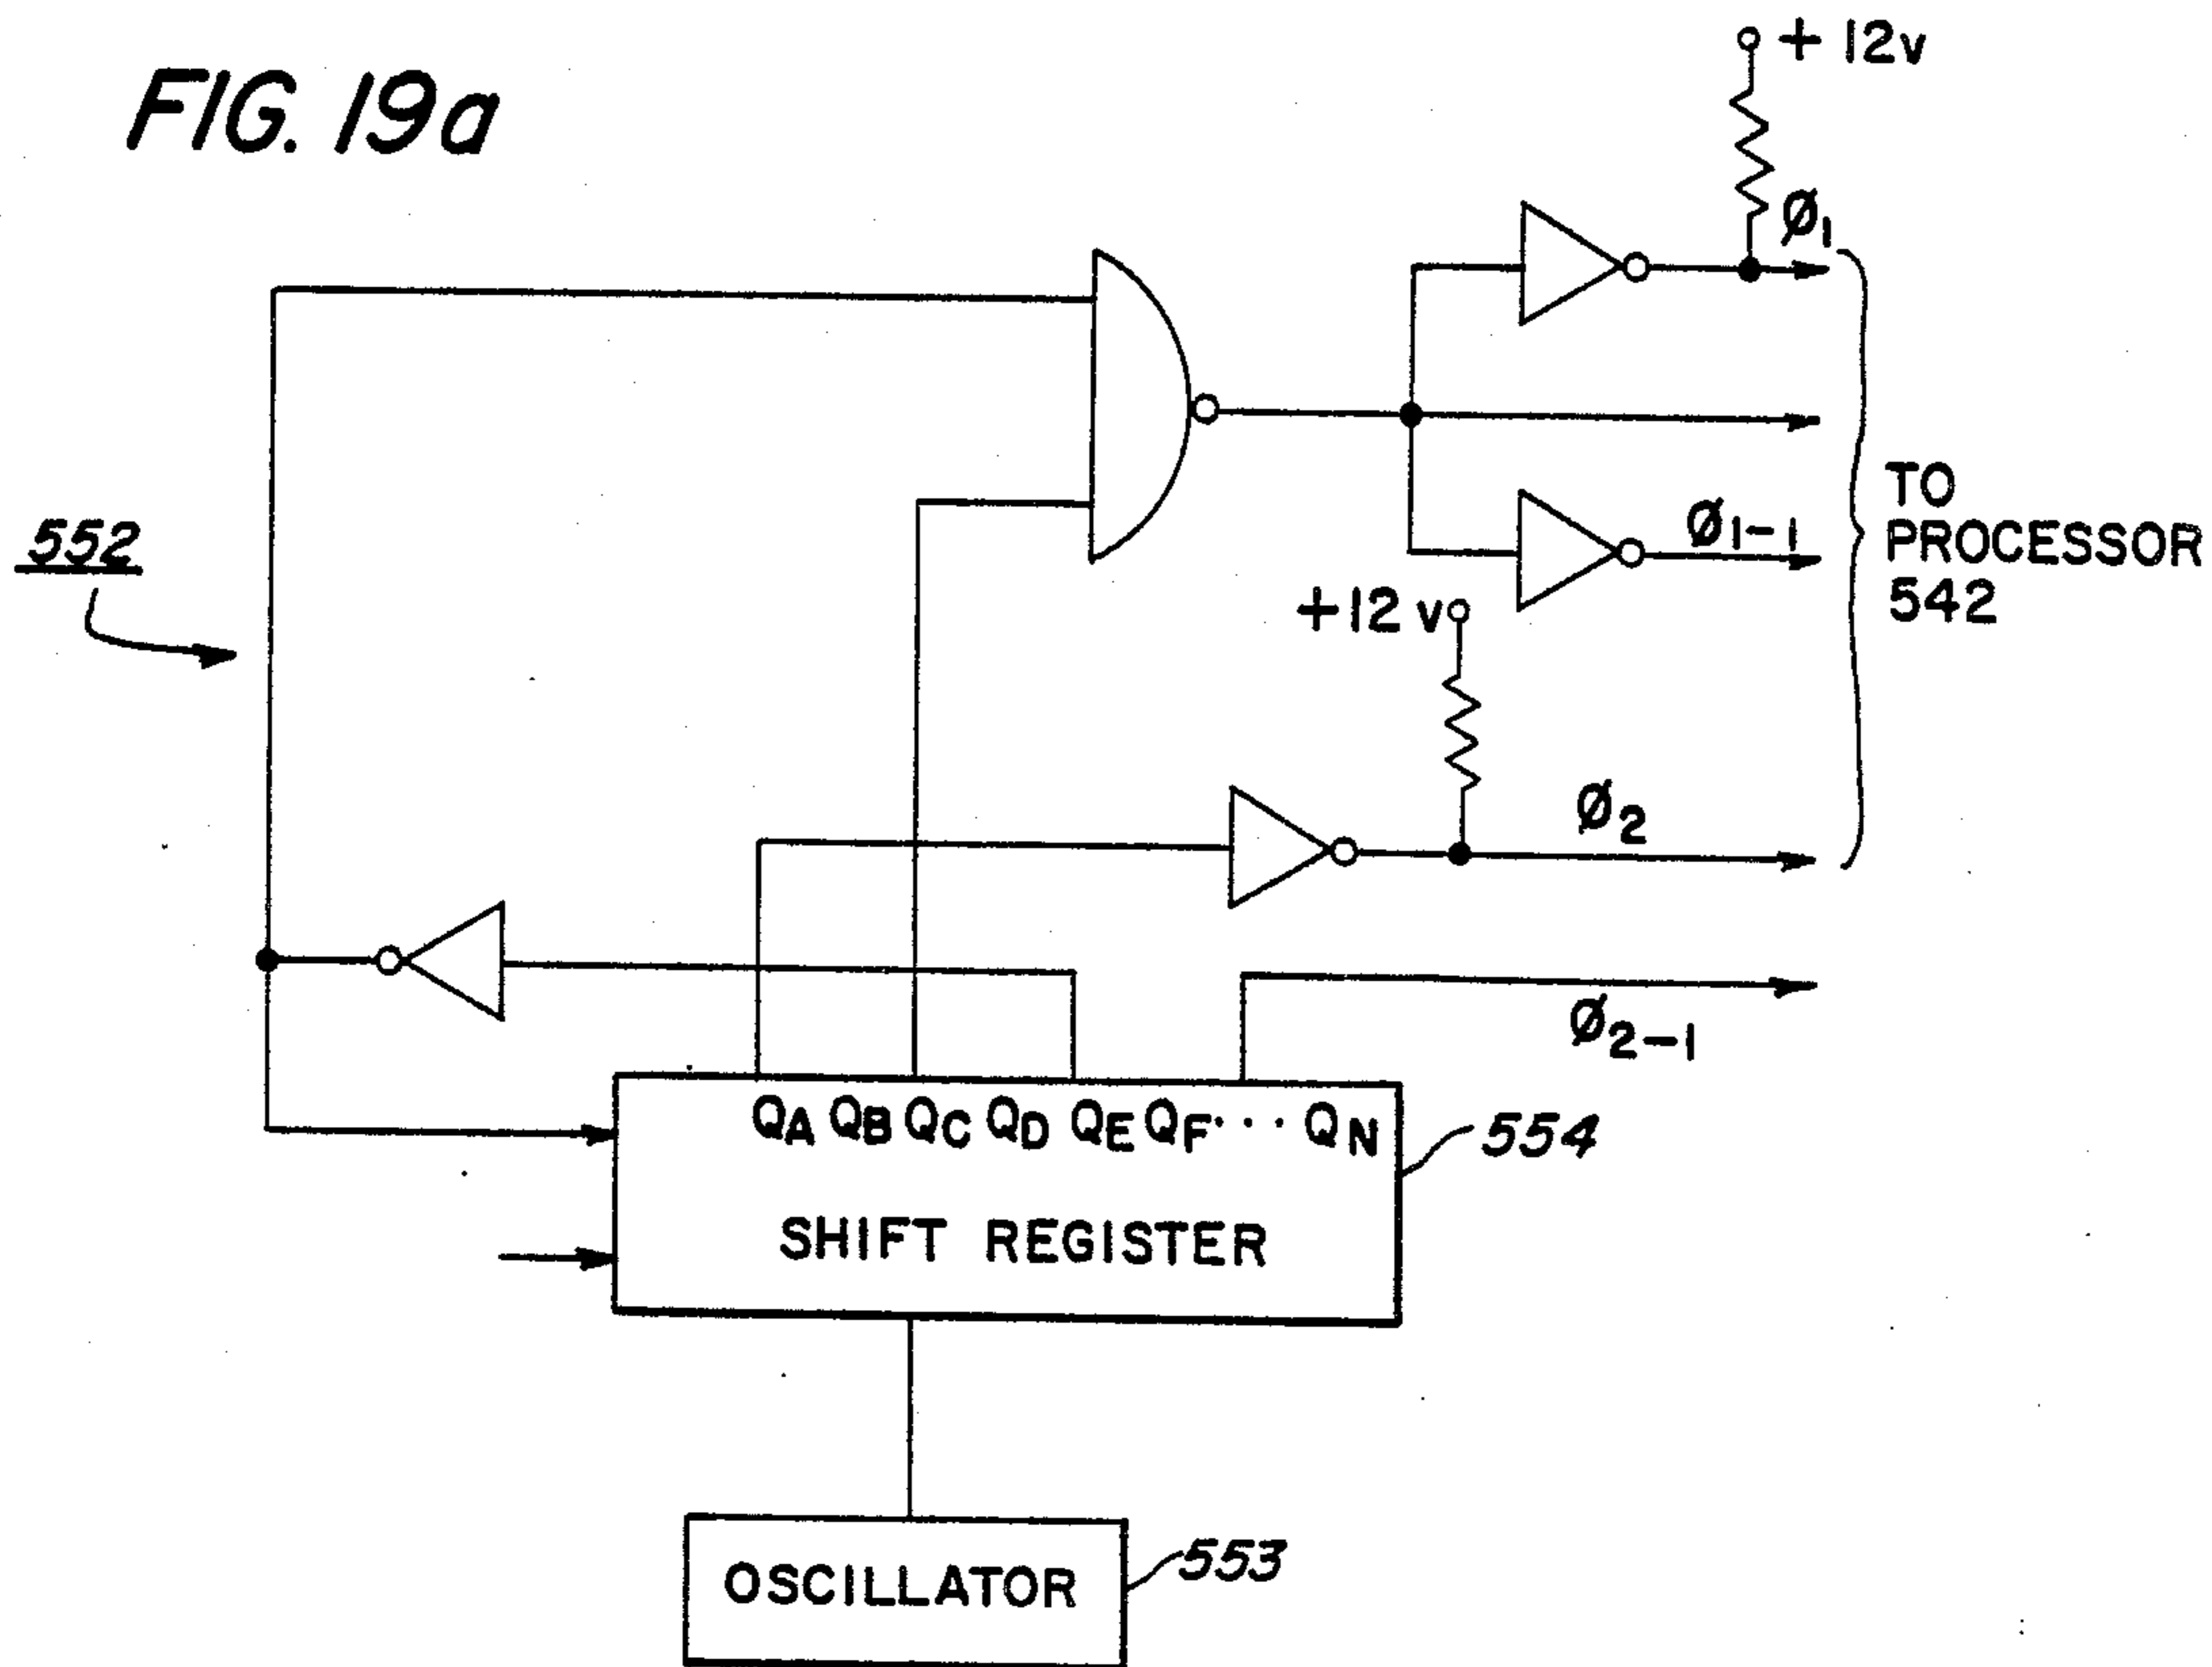 FIG. 19a
+ 12v
Ø1
552
Ø1-1
TO
PROCESSOR
542
+12 v
Ø2
Ø2-1
QA QB QC QD QE QF... QN
554
SHIFT REGISTER
OSCILLATOR
553